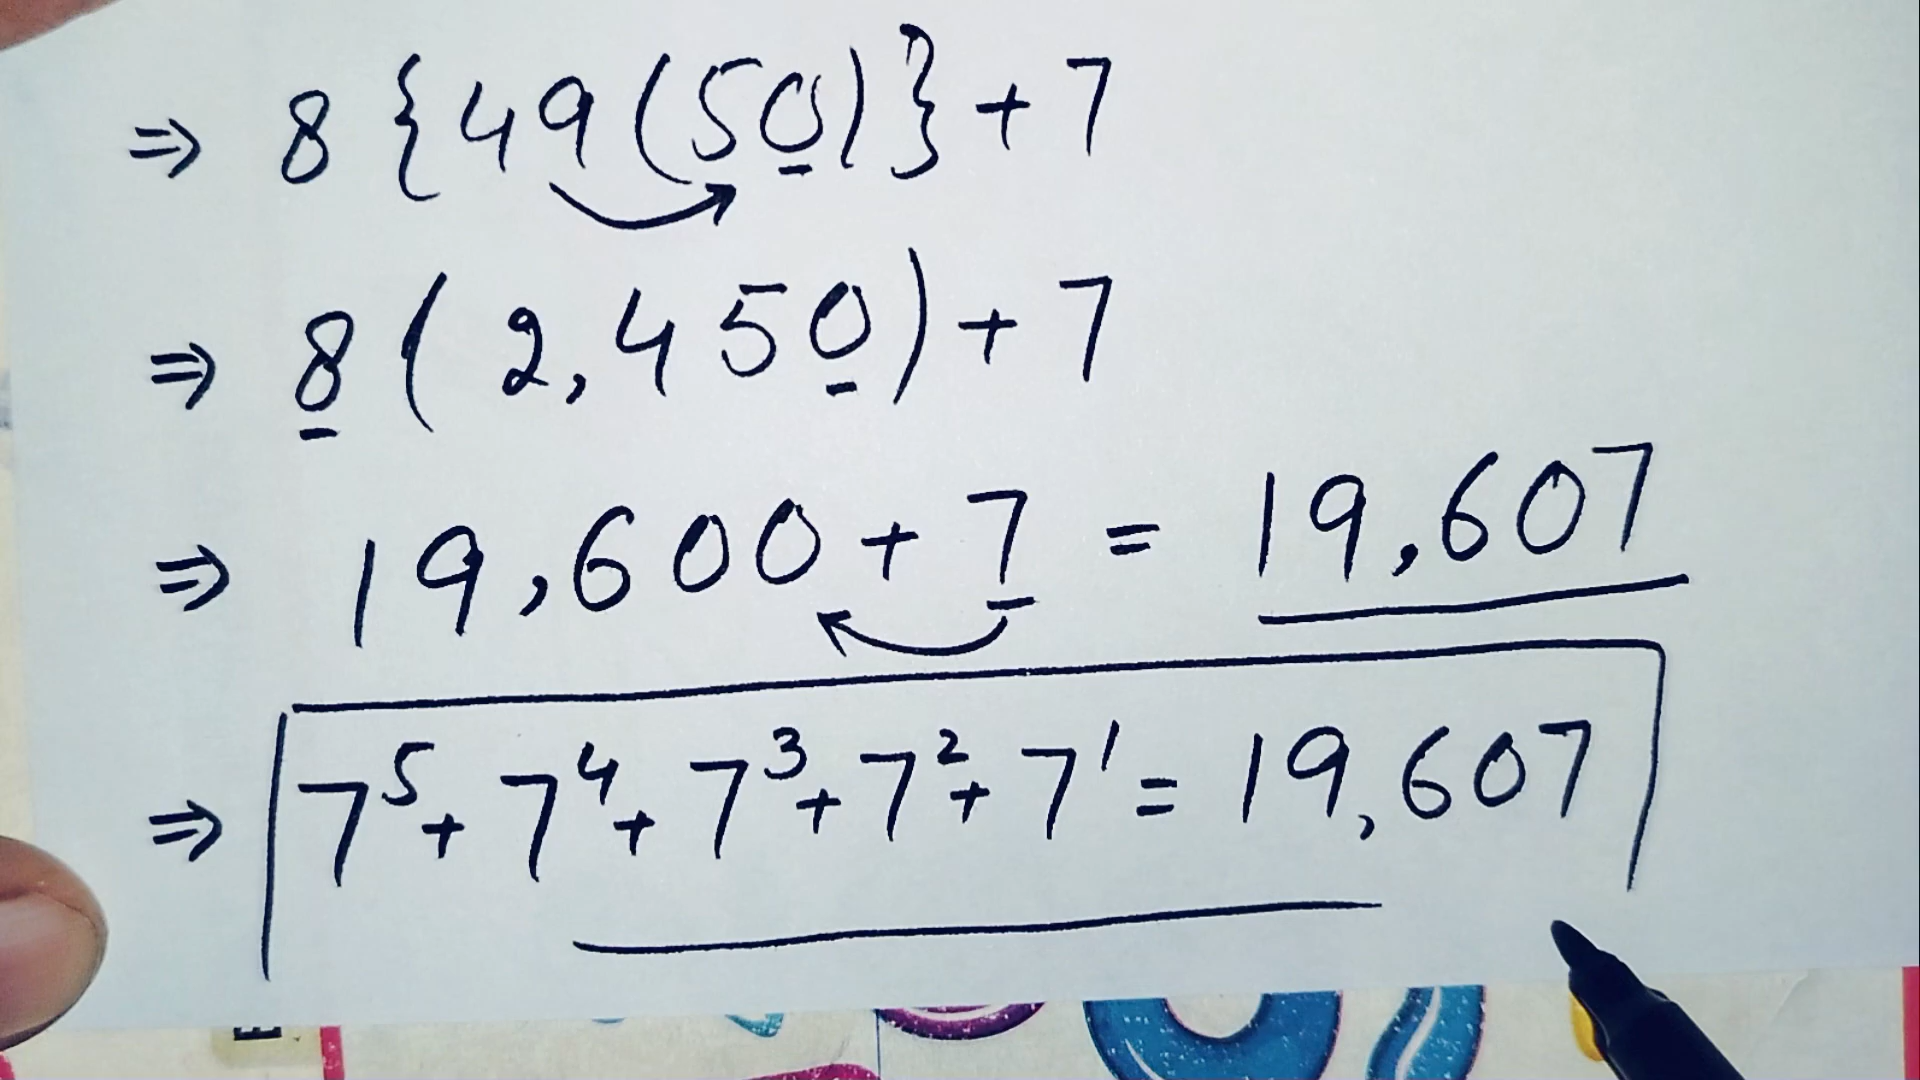 ⇒ 8{49(50)}+7
⇒ 8(2,450)+7
⇒ 19,600+7 = 19,607
⇒ 7⁵+7⁴+7³+7²+7¹=19,607
E